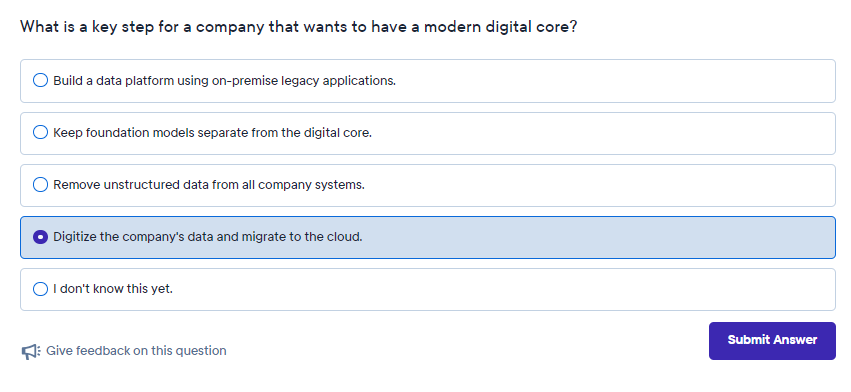 What is a key step for a company that wants to have a modern digital core?
Build a data platform using on-premise legacy applications.
Keep foundation models separate from the digital core.
Remove unstructured data from all company systems.
Digitize the company's data and migrate to the cloud.
I don't know this yet.
Give feedback on this question
Submit Answer